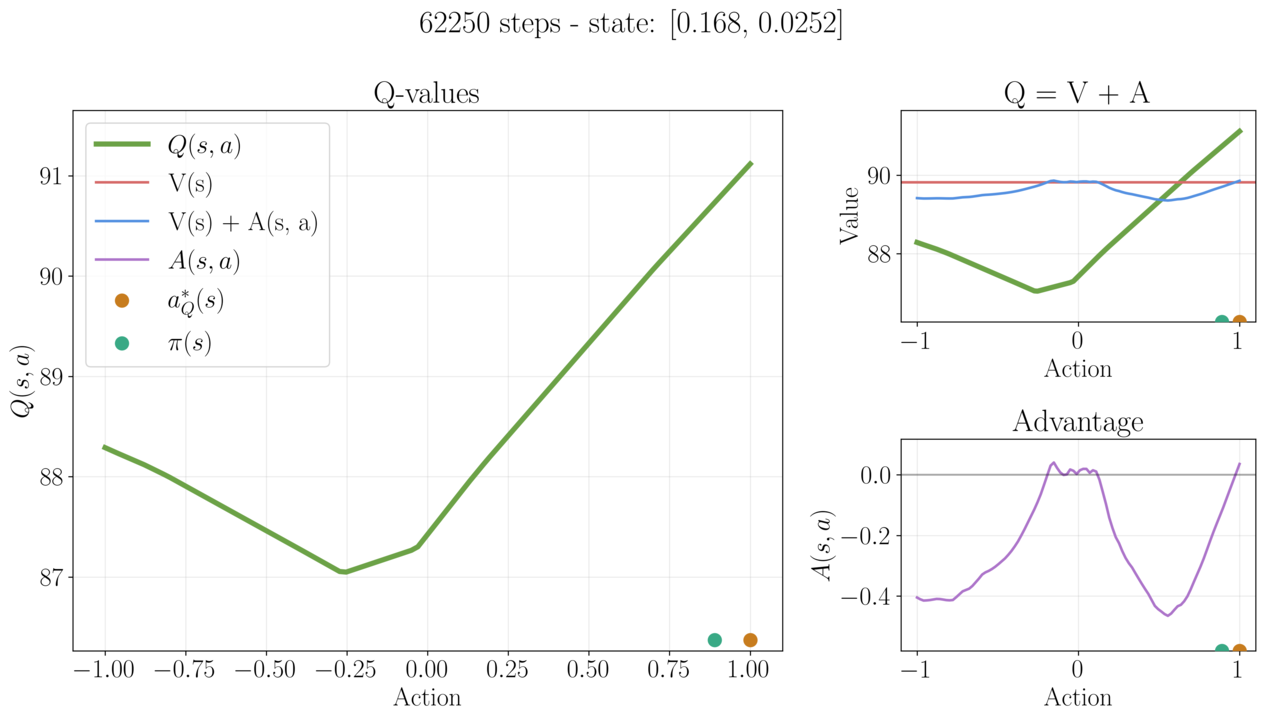 62250 steps - state: [0.168, 0.0252]
Q-values
Q(s, a)
V(s)
V(s) + A(s, a)
A(s, a)
a*_Q(s)
π(s)
Q(s, a)
91
90
89
88
87
−1.00
−0.75
−0.50
−0.25
0.00
0.25
0.50
0.75
1.00
Action
Q = V + A
Value
90
88
−1
0
1
Action
Advantage
A(s, a)
0.0
−0.2
−0.4
−1
0
1
Action